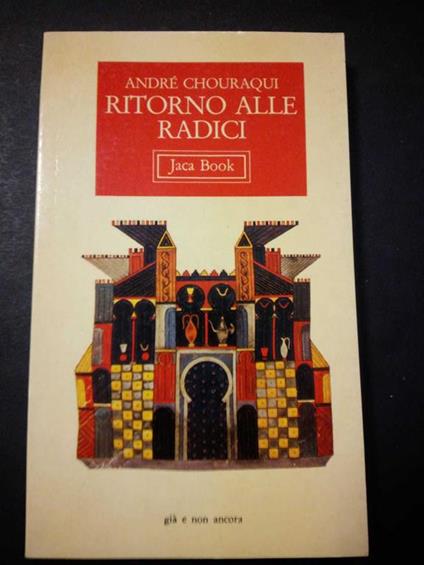 ANDRÉ CHOURAQUI
RITORNO ALLE
RADICI
Jaca Book
già e non ancora